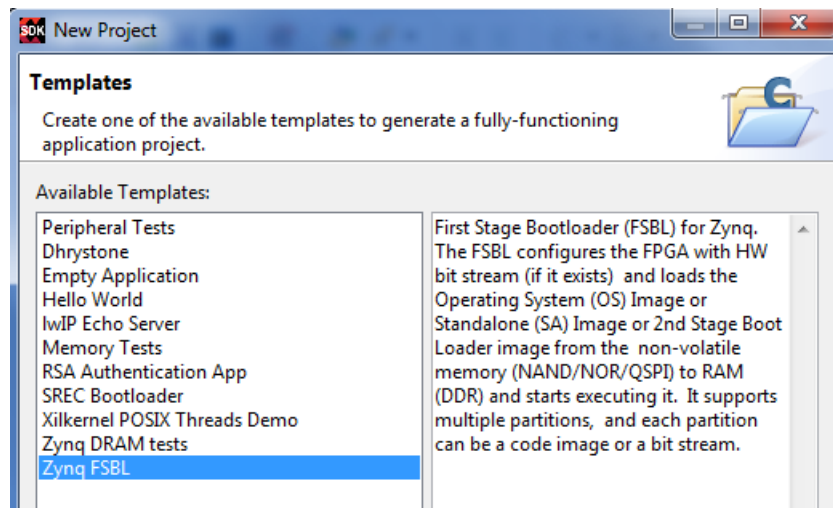 SDK New Project
Templates
Create one of the available templates to generate a fully-functioning
application project.
C
Available Templates:
Peripheral Tests
Dhrystone
Empty Application
Hello World
lwIP Echo Server
Memory Tests
RSA Authentication App
SREC Bootloader
Xilkernel POSIX Threads Demo
Zynq DRAM tests
Zynq FSBL
First Stage Bootloader (FSBL) for Zynq.
The FSBL configures the FPGA with HW
bit stream (if it exists)  and loads the
Operating System (OS) Image or
Standalone (SA) Image or 2nd Stage Boot
Loader image from the  non-volatile
memory (NAND/NOR/QSPI) to RAM
(DDR) and starts executing it.  It supports
multiple partitions,  and each partition
can be a code image or a bit stream.